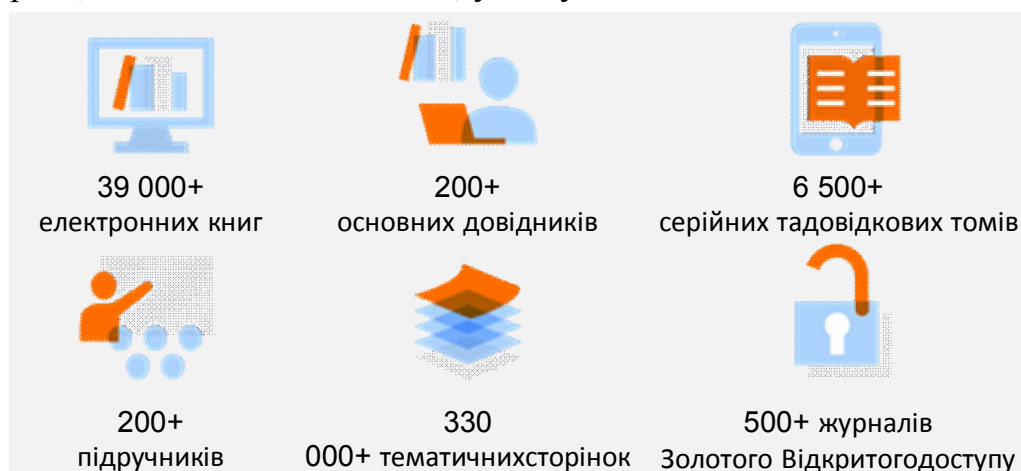 39 000+
електронних книг
200+
основних довідників
6 500+
серійних тадовідкових томів
200+
підручників
330
000+ тематичнихсторінок
500+ журналів
Золотого Відкритогодоступу